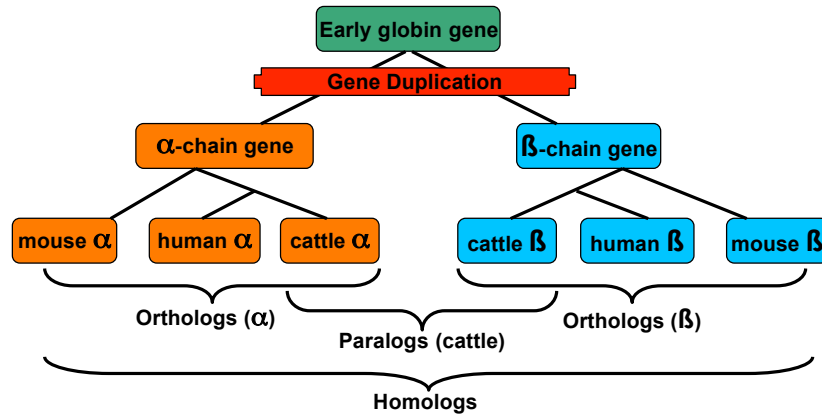 Early globin gene
Gene Duplication
α-chain gene
ß-chain gene
mouse α
human α
cattle α
cattle ß
human ß
mouse ß
Orthologs (α)
Paralogs (cattle)
Orthologs (ß)
Homologs